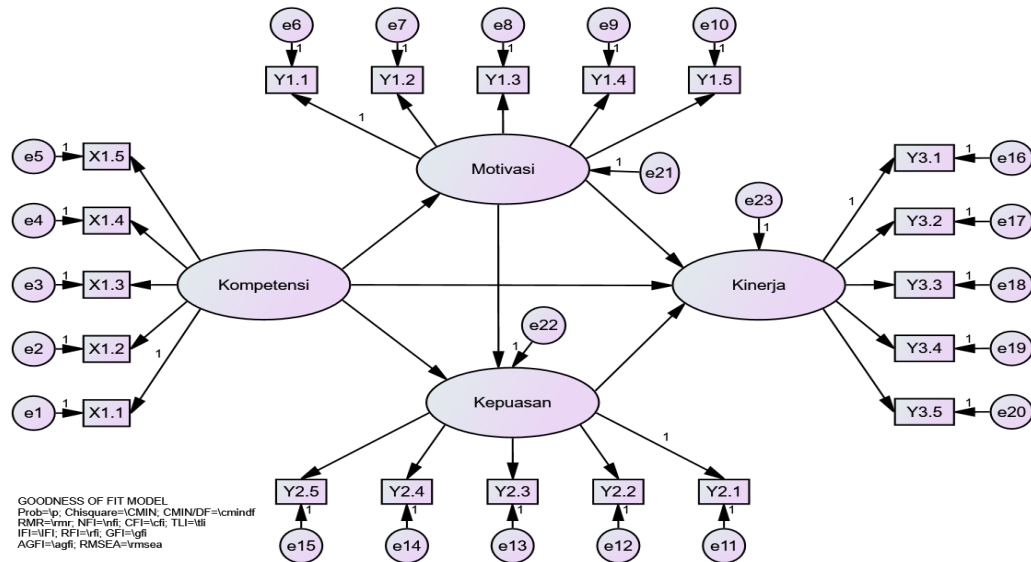 e6 e7 e8 e9 e10
1 1 1 1 1
Y1.1 Y1.2 Y1.3 Y1.4 Y1.5
1
e5 1 X1.5
Motivasi
1 e21
Y3.1 1 e16
1
e4 1 X1.4
e23
1
Y3.2 1 e17
e3 1 X1.3
Kompetensi
Kinerja
Y3.3 1 e18
e2 1 X1.2
1
e22
1
Y3.4 1 e19
e1 1 X1.1
Kepuasan
Y3.5 1 e20
1
Y2.5 Y2.4 Y2.3 Y2.2 Y2.1
1 1 1 1 1
e15 e14 e13 e12 e11
GOODNESS OF FIT MODEL
Prob=\p; Chisquare=\CMIN; CMIN/DF=\cmindf
RMR=\rmr; NFI=\nfi; CFI=\cfi; TLI=\tli
IFI=\IFI; RFI=\rfi; GFI=\gfi
AGFI=\agfi; RMSEA=\rmsea